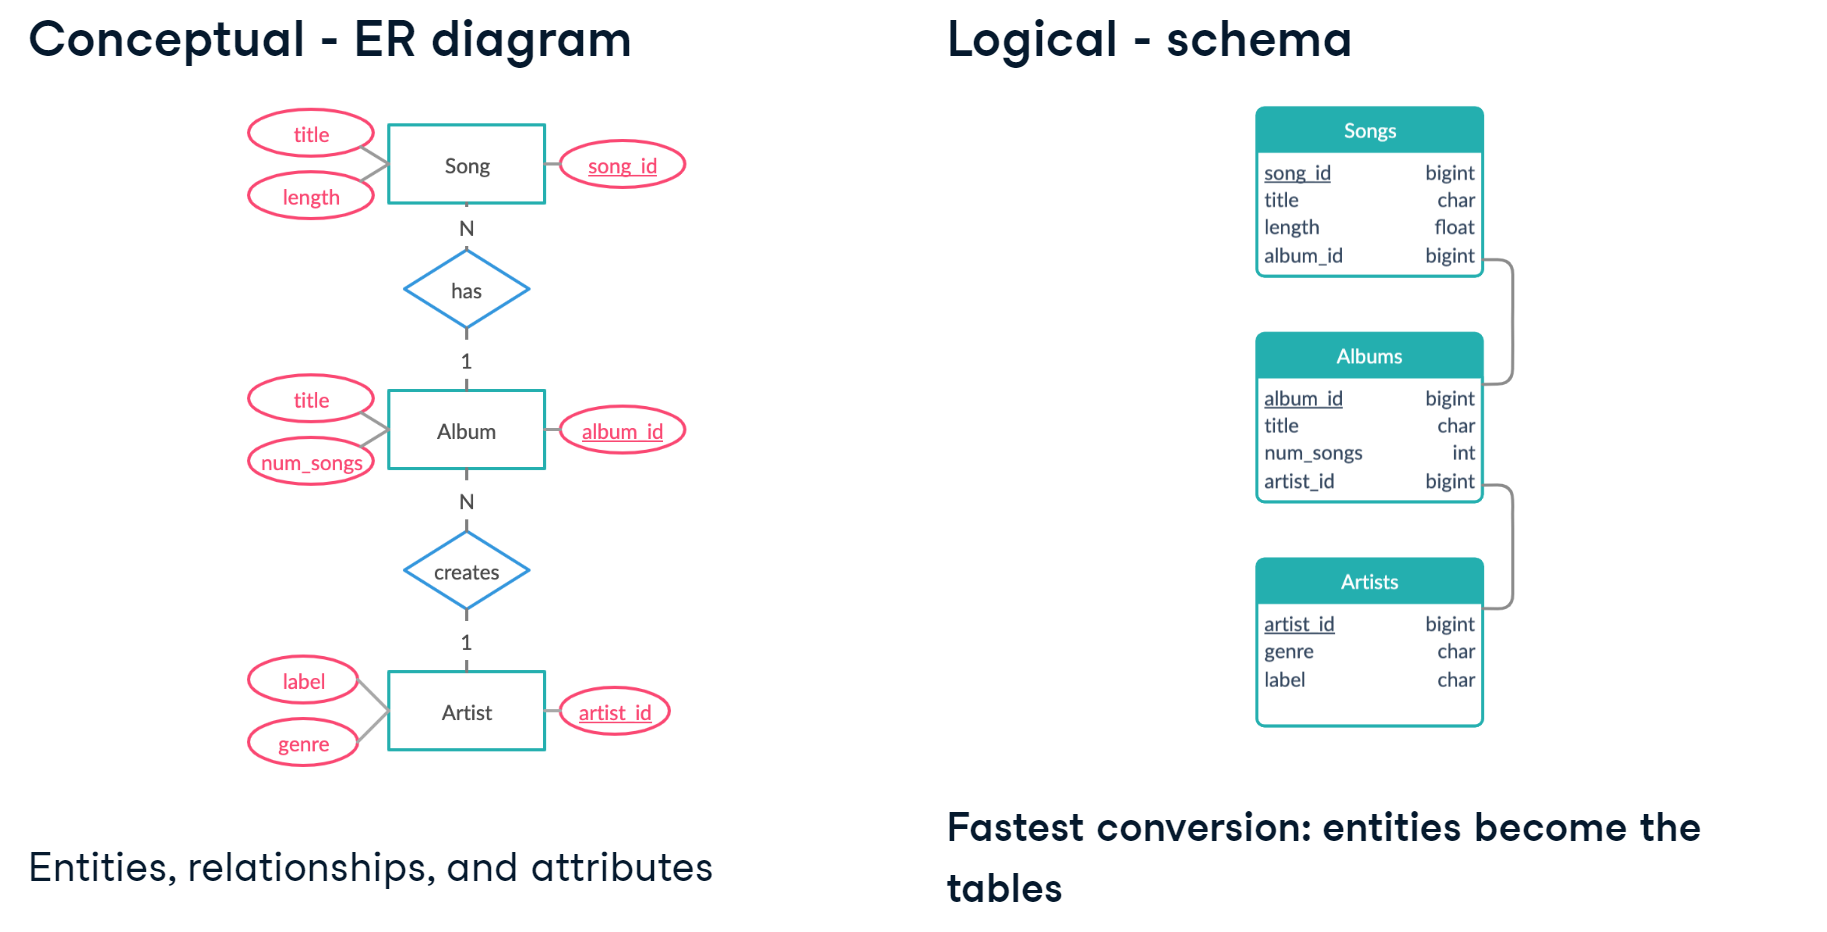 Conceptual - ER diagram
title
length
Song
song_id
N
has
1
title
num_songs
Album
album_id
N
creates
1
label
genre
Artist
artist_id
Entities, relationships, and attributes
Logical - schema
Songs
song_id bigint
title char
length float
album_id bigint
Albums
album_id bigint
title char
num_songs int
artist_id bigint
Artists
artist_id bigint
genre char
label char
Fastest conversion: entities become the
tables